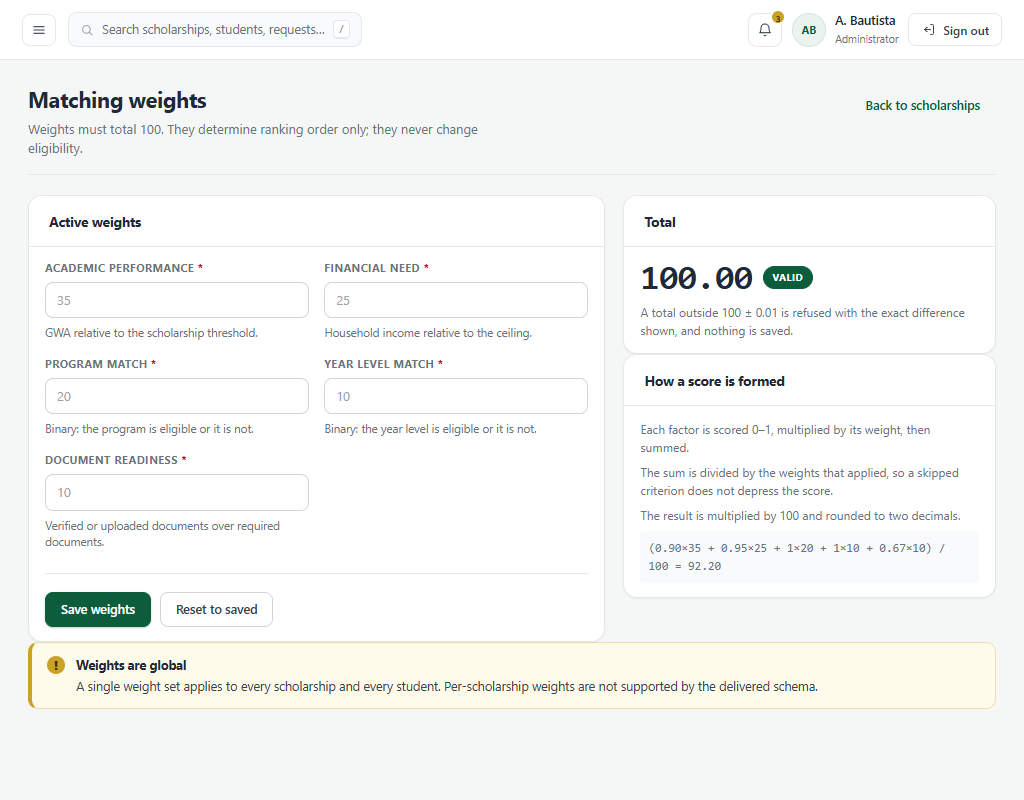 Search scholarships, students, requests... /
3
AB
A. Bautista
Administrator
Sign out
Matching weights
Back to scholarships
Weights must total 100. They determine ranking order only; they never change
eligibility.
Active weights
ACADEMIC PERFORMANCE *
FINANCIAL NEED *
35
25
GWA relative to the scholarship threshold.
Household income relative to the ceiling.
PROGRAM MATCH *
YEAR LEVEL MATCH *
20
10
Binary: the program is eligible or it is not.
Binary: the year level is eligible or it is not.
DOCUMENT READINESS *
10
Verified or uploaded documents over required
documents.
Save weights
Reset to saved
Total
100.00 VALID
A total outside 100 ± 0.01 is refused with the exact difference
shown, and nothing is saved.
How a score is formed
Each factor is scored 0–1, multiplied by its weight, then
summed.
The sum is divided by the weights that applied, so a skipped
criterion does not depress the score.
The result is multiplied by 100 and rounded to two decimals.
(0.90×35 + 0.95×25 + 1×20 + 1×10 + 0.67×10) /
100 = 92.20
! Weights are global
A single weight set applies to every scholarship and every student. Per-scholarship weights are not supported by the delivered schema.